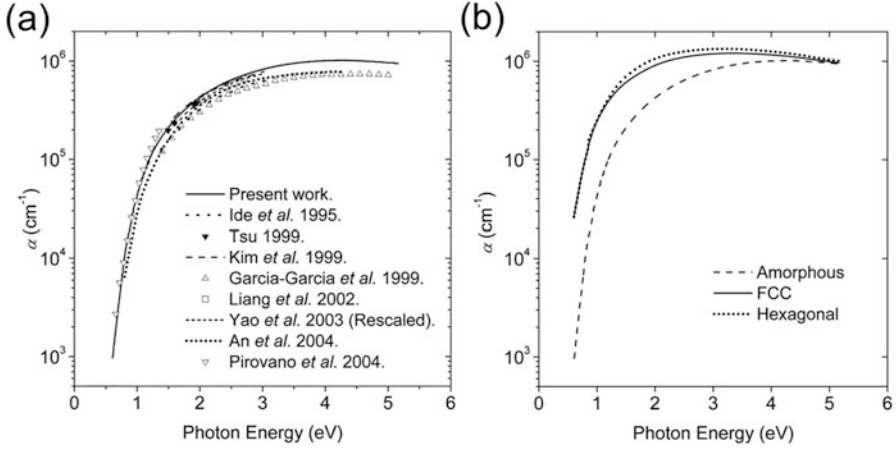 (a)
10^6
10^5
10^4
10^3
α (cm⁻¹)
Present work.
Ide et al. 1995.
Tsu 1999.
Kim et al. 1999.
Garcia-Garcia et al. 1999.
Liang et al. 2002.
Yao et al. 2003 (Rescaled).
An et al. 2004.
Pirovano et al. 2004.
0 1 2 3 4 5 6
Photon Energy (eV)
(b)
10^6
10^5
10^4
10^3
α (cm⁻¹)
Amorphous
FCC
Hexagonal
0 1 2 3 4 5 6
Photon Energy (eV)